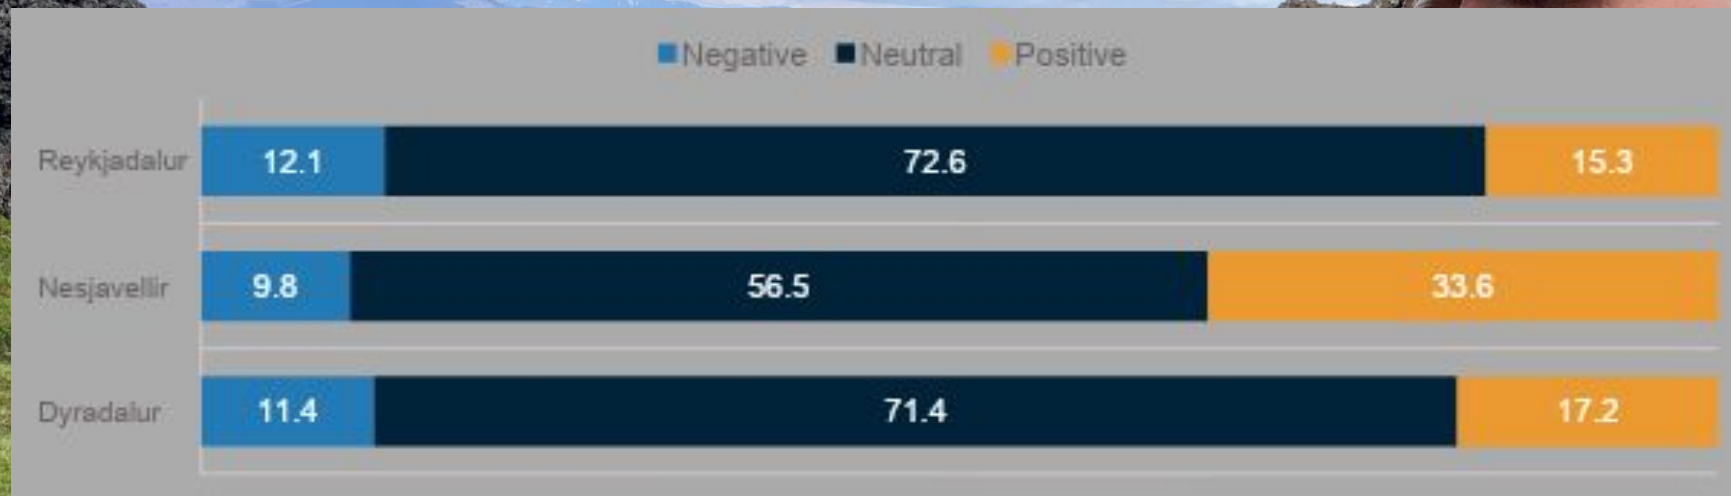 Negative Neutral Positive
Reykjadalur 12.1 72.6 15.3
Nesjavellir 9.8 56.5 33.6
Dyradalur 11.4 71.4 17.2